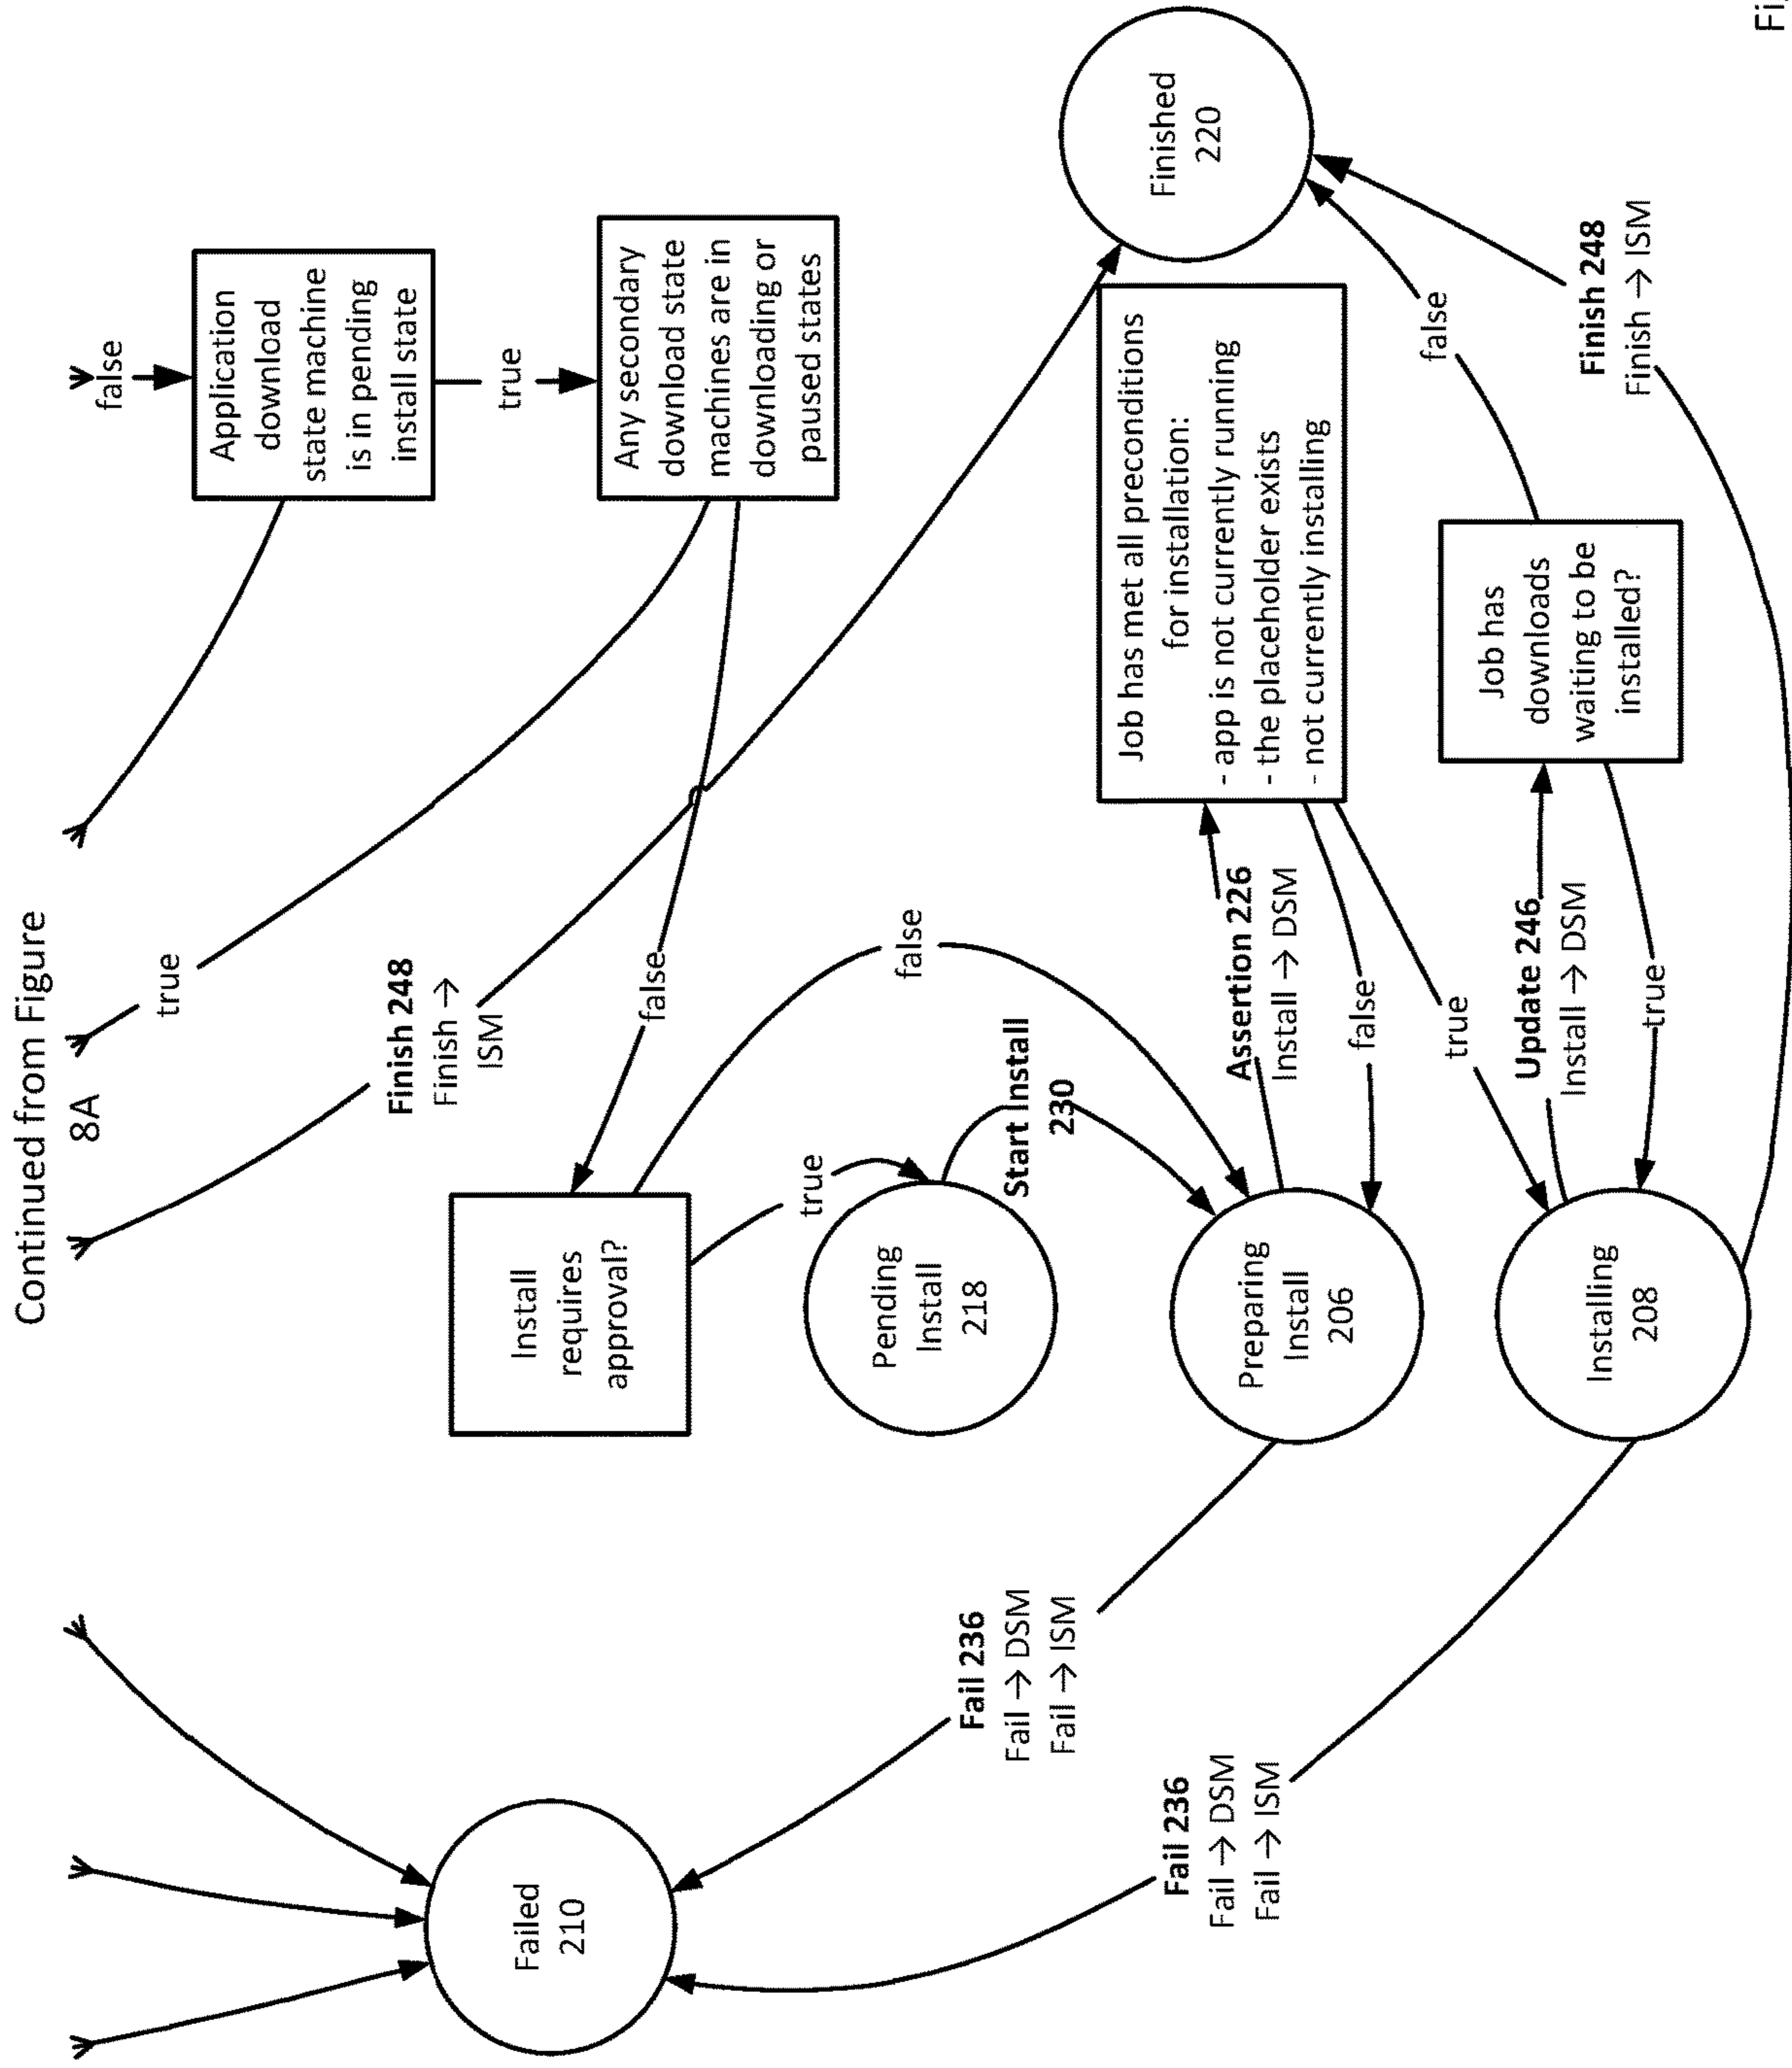 Continued from Figure
8A
false
Application
download
state machine
is in pending
install state
true
Any secondary
download state
machines are in
downloading or
paused states
true
Finish 248
Finish →
ISM
false
Install
requires
approval?
false
true
Pending
Install
218
Start Install
230
Failed
210
Fail 236
Fail → DSM
Fail → ISM
Fail 236
Fail → DSM
Fail → ISM
Preparing
Install
206
Assertion 226
Install → DSM
false
true
Job has met all preconditions
for installation:
- app is not currently running
- the placeholder exists
- not currently installing
Finished
220
Installing
208
Update 246
Install → DSM
true
Job has
downloads
waiting to be
installed?
false
Finish 248
Finish → ISM